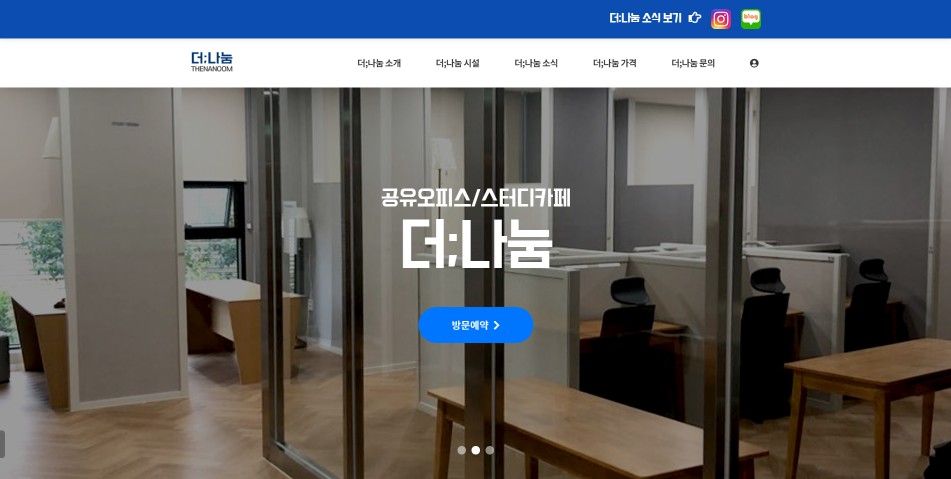 더;나눔 소식 보기
blog
더;나눔
THENANOOM
더;나눔 소개
더;나눔 시설
더;나눔 소식
더;나눔 가격
더;나눔 문의
공유오피스/스터디카페
더;나눔
방문예약